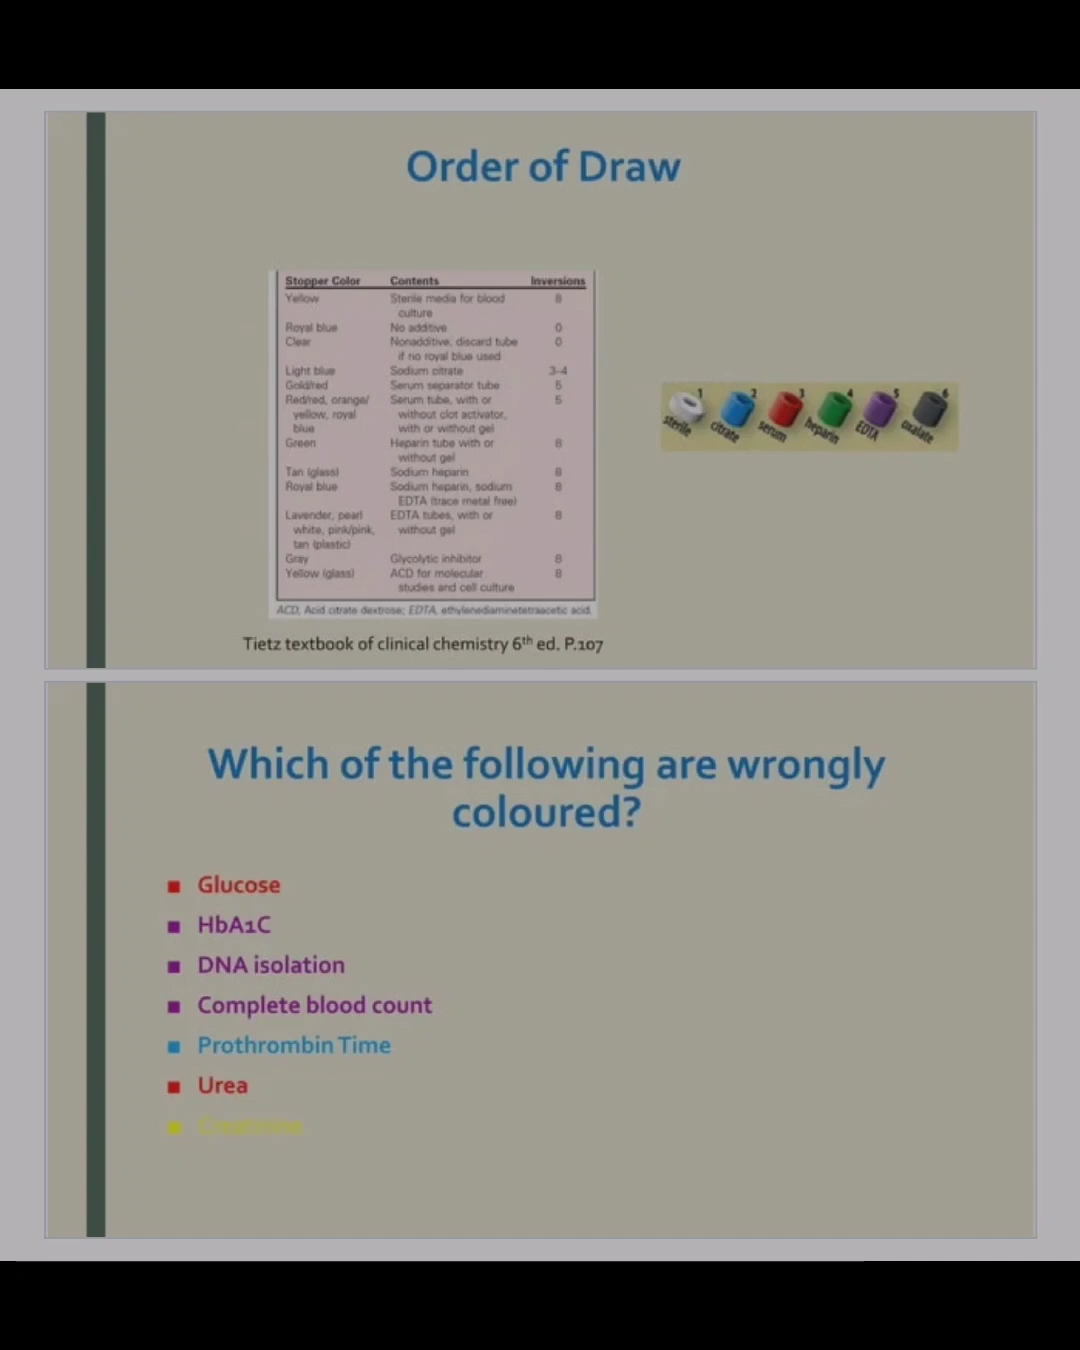 Order of Draw
Stopper Color Contents Inversions
Yellow Sterile media for blood 8
culture
Royal blue No additive 0
Clear Nonadditive, discard tube 0
if no royal blue used
Light blue Sodium citrate 3-4
Gold/red Serum separator tube 5
Red/red, orange/ Serum tube, with or 5
yellow, royal without clot activator,
blue with or without gel
Green Heparin tube with or 8
without gel
Tan (glass) Sodium heparin 8
Royal blue Sodium heparin, sodium 8
EDTA (trace metal free)
Lavender, pearl EDTA tubes, with or 8
white, pink/pink, without gel
tan (plastic)
Gray Glycolytic inhibitor 8
Yellow (glass) ACD for molecular 8
studies and cell culture
ACD, Acid citrate dextrose; EDTA, ethylenediaminetetraacetic acid.
1 2 3 4 5 6
sterile citrate serum heparin EDTA oxalate
Tietz textbook of clinical chemistry 6th ed. P.107
Which of the following are wrongly
coloured?
Glucose
HbA1C
DNA isolation
Complete blood count
Prothrombin Time
Urea
Creatinine